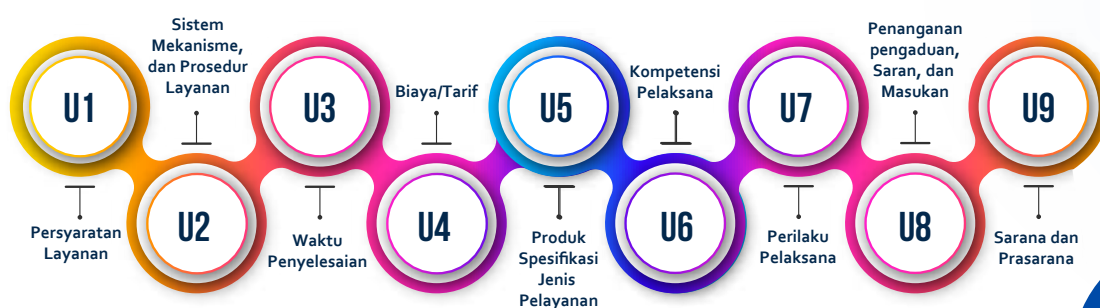 U1
Persyaratan
Layanan
Sistem
Mekanisme,
dan Prosedur
Layanan
U2
U3
Waktu
Penyelesaian
Biaya/Tarif
U4
U5
Produk
Spesifikasi
Jenis
Pelayanan
Kompetensi
Pelaksana
U6
U7
Perilaku
Pelaksana
Penanganan
pengaduan,
Saran, dan
Masukan
U8
U9
Sarana dan
Prasarana